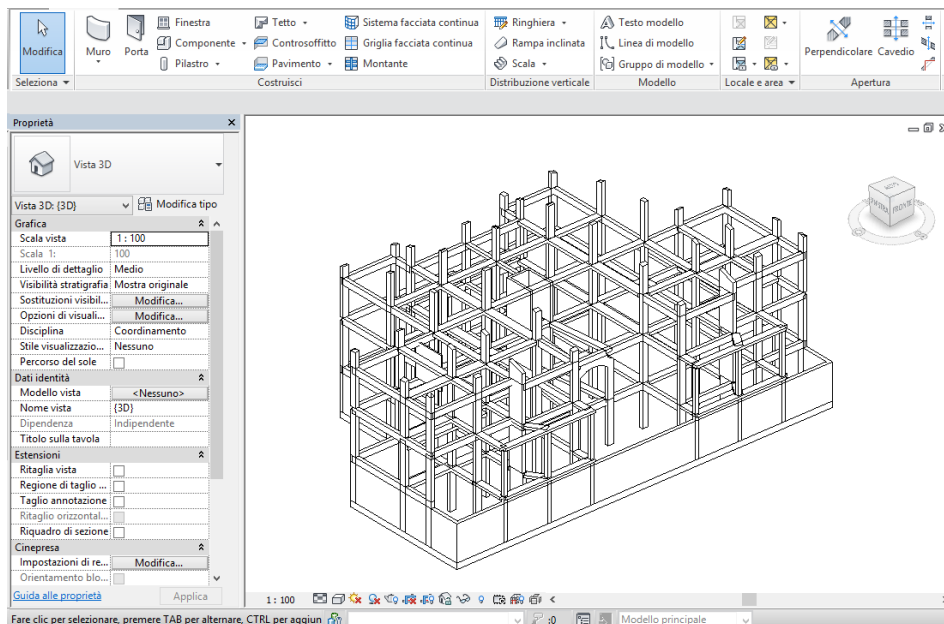 Modifica
Muro
Porta
Finestra
Componente
Pilastro
Tetto
Controsoffitto
Pavimento
Sistema facciata continua
Griglia facciata continua
Montante
Ringhiera
Rampa inclinata
Scala
Testo modello
Linea di modello
Gruppo di modello
Perpendicolare
Cavedio
Seleziona
Costruisci
Distribuzione verticale
Modello
Locale e area
Apertura
Proprietà
Vista 3D
Vista 3D: {3D}
Modifica tipo
Grafica
Scala vista 1 : 100
Scala 1: 100
Livello di dettaglio Medio
Visibilità stratigrafia Mostra originale
Sostituzioni visibil... Modifica...
Opzioni di visuali... Modifica...
Disciplina Coordinamento
Stile visualizzazio... Nessuno
Percorso del sole
Dati identità
Modello vista <Nessuno>
Nome vista {3D}
Dipendenza Indipendente
Titolo sulla tavola
Estensioni
Ritaglia vista
Regione di taglio ...
Taglio annotazione
Ritaglio orizzontal...
Riquadro di sezione
Cinepresa
Impostazioni di re... Modifica...
Orientamento blo...
Guida alle proprietà
Applica
1 : 100
Fare clic per selezionare, premere TAB per alternare, CTRL per aggiun
:0
Modello principale